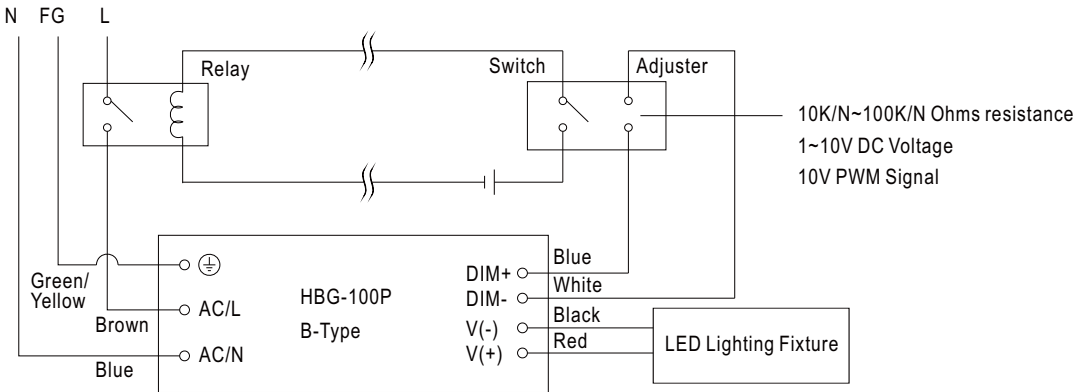 N FG L
Relay
Switch
Adjuster
10K/N~100K/N Ohms resistance
1~10V DC Voltage
10V PWM Signal
Green/
Yellow
Brown
Blue
AC/L
AC/N
HBG-100P
B-Type
DIM+
DIM-
V(-)
V(+)
Blue
White
Black
Red
LED Lighting Fixture